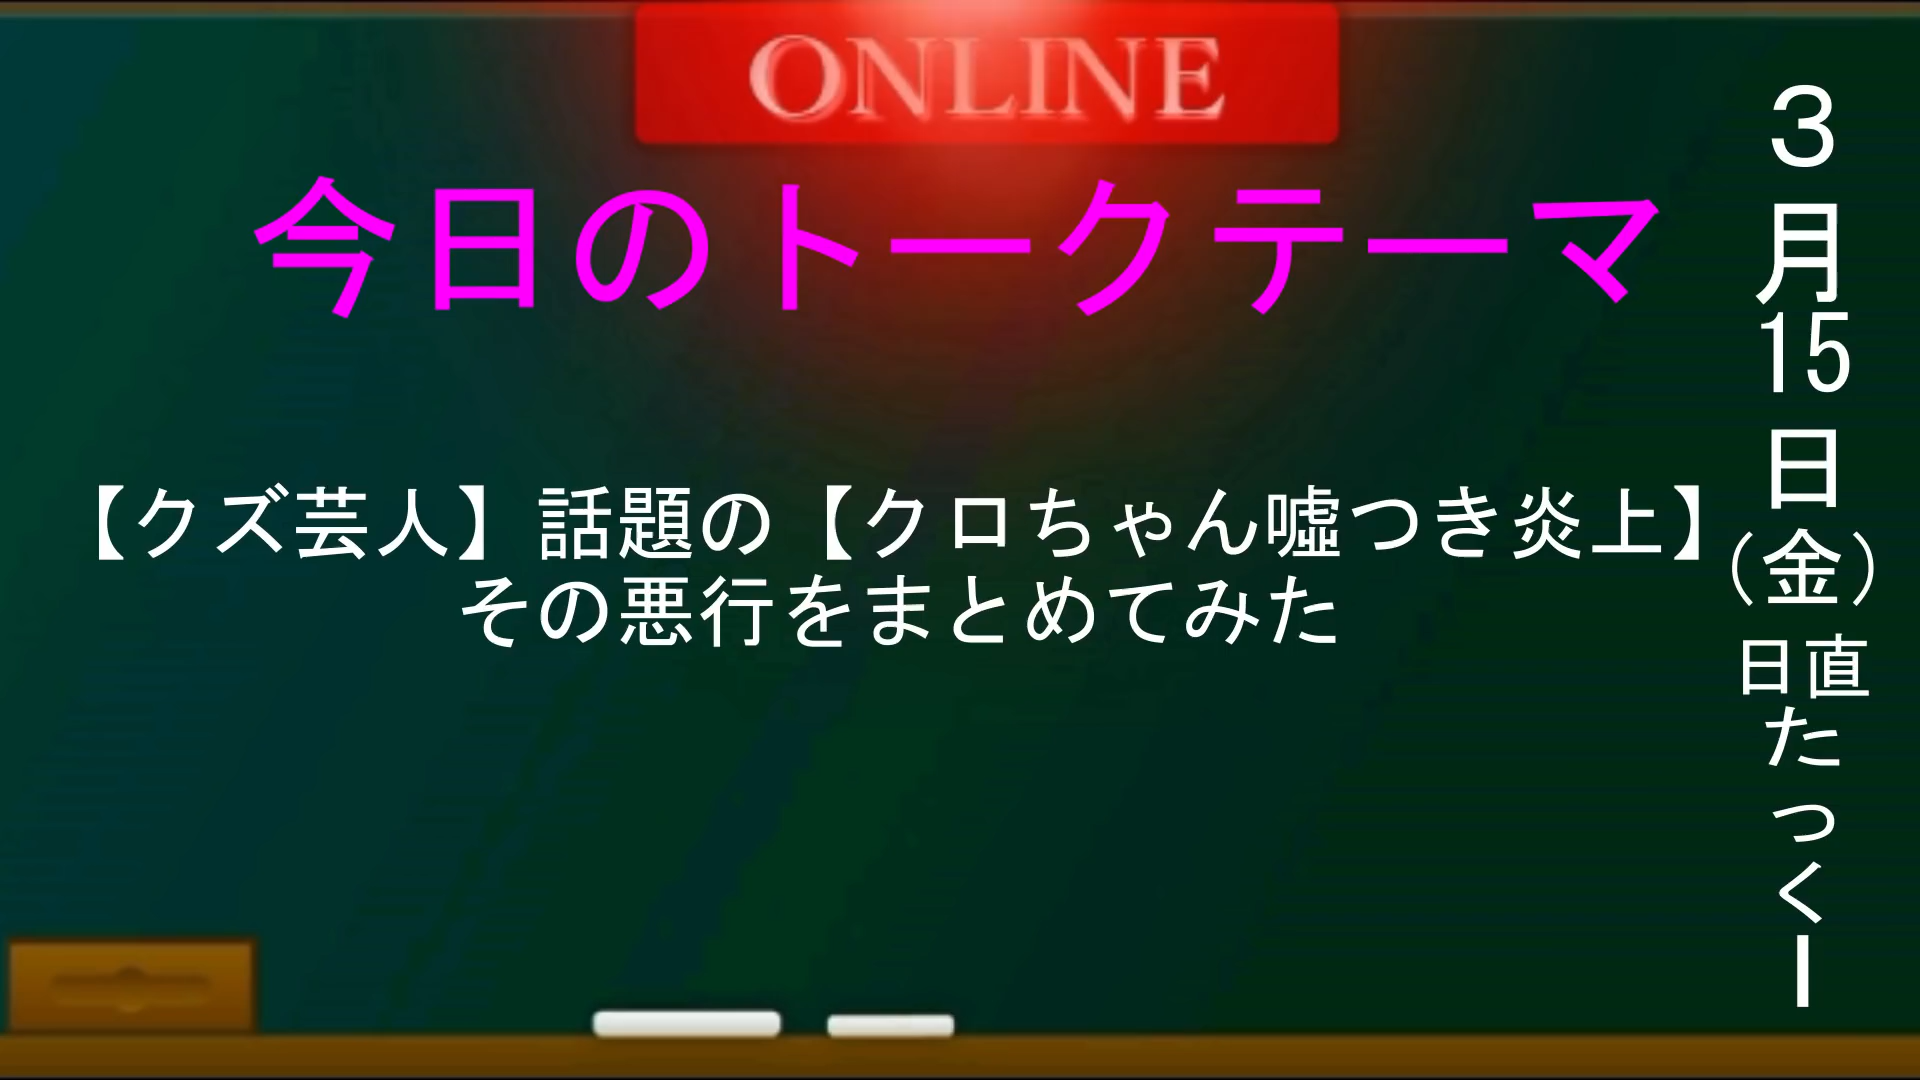 ONLINE
今日のトークテーマ
【クズ芸人】話題の【クロちゃん嘘つき炎上】
その悪行をまとめてみた
3月15日(金)
日直
たっくー